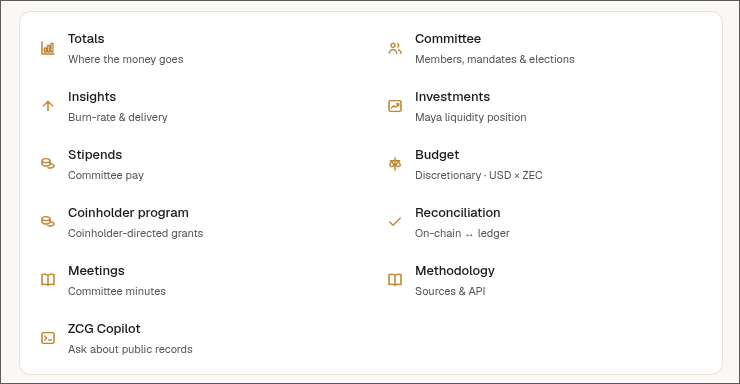 Totals
Where the money goes
Committee
Members, mandates & elections
Insights
Burn-rate & delivery
Investments
Maya liquidity position
Stipends
Committee pay
Budget
Discretionary · USD × ZEC
Coinholder program
Coinholder-directed grants
Reconciliation
On-chain ↔ ledger
Meetings
Committee minutes
Methodology
Sources & API
ZCG Copilot
Ask about public records